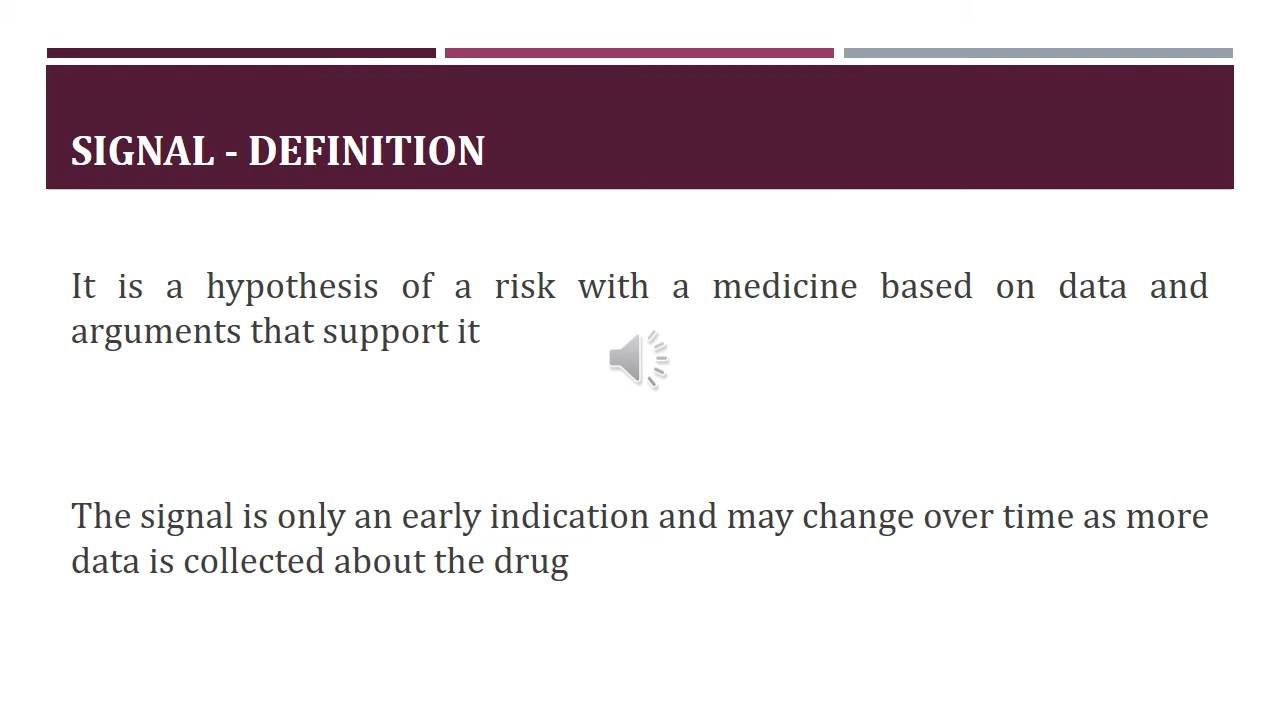 SIGNAL - DEFINITION
It is a hypothesis of a risk with a medicine based on data and
arguments that support it
The signal is only an early indication and may change over time as more
data is collected about the drug